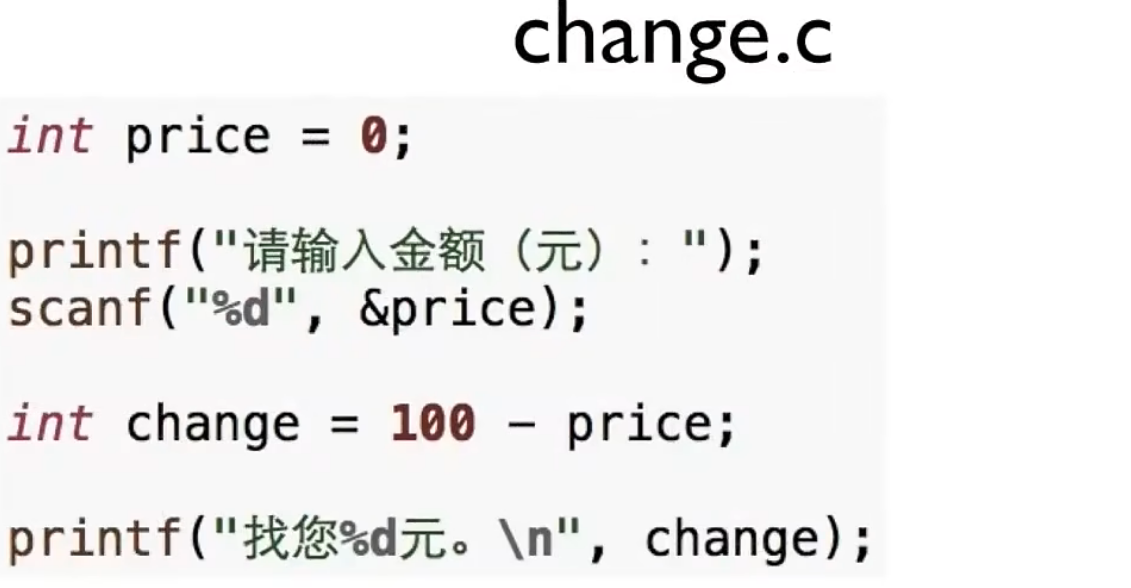 change.c
int price = 0;
printf("请输入金额（元）：");
scanf("%d", &price);
int change = 100 - price;
printf("找您%d元。\n", change);